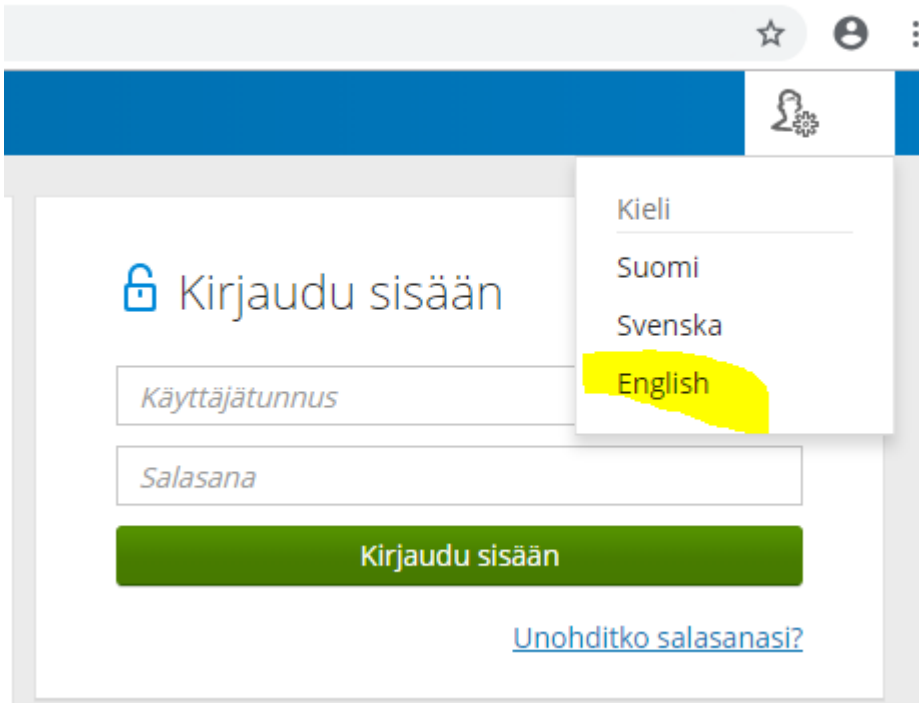 Kieli
Suomi
Svenska
English
Kirjaudu sisään
Käyttäjätunnus
Salasana
Kirjaudu sisään
Unohditko salasanasi?